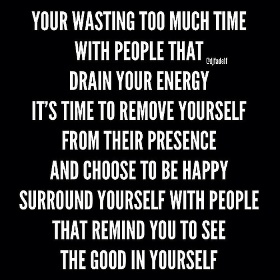 YOUR WASTING TOO MUCH TIME
WITH PEOPLE THAT
@djfadelf
DRAIN YOUR ENERGY
IT'S TIME TO REMOVE YOURSELF
FROM THEIR PRESENCE
AND CHOOSE TO BE HAPPY
SURROUND YOURSELF WITH PEOPLE
THAT REMIND YOU TO SEE
THE GOOD IN YOURSELF